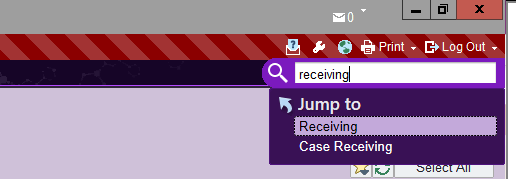 0
Print Log Out
receiving
Jump to
Receiving
Case Receiving
Select All